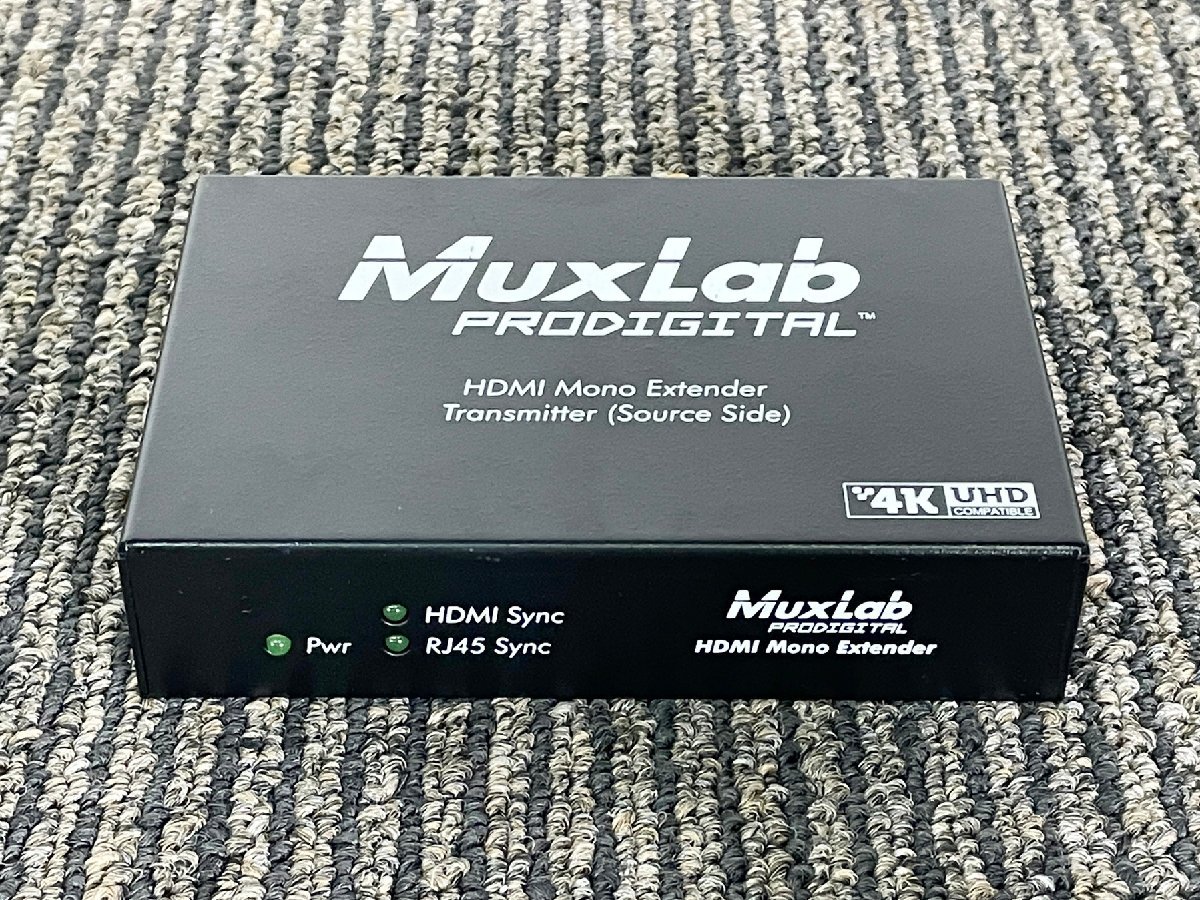 MuxLab
PRODIGITAL™
HDMI Mono Extender
Transmitter (Source Side)
4K UHD
COMPATIBLE
HDMI Sync
Pwr
RJ45 Sync
MuxLab
PRODIGITAL
HDMI Mono Extender